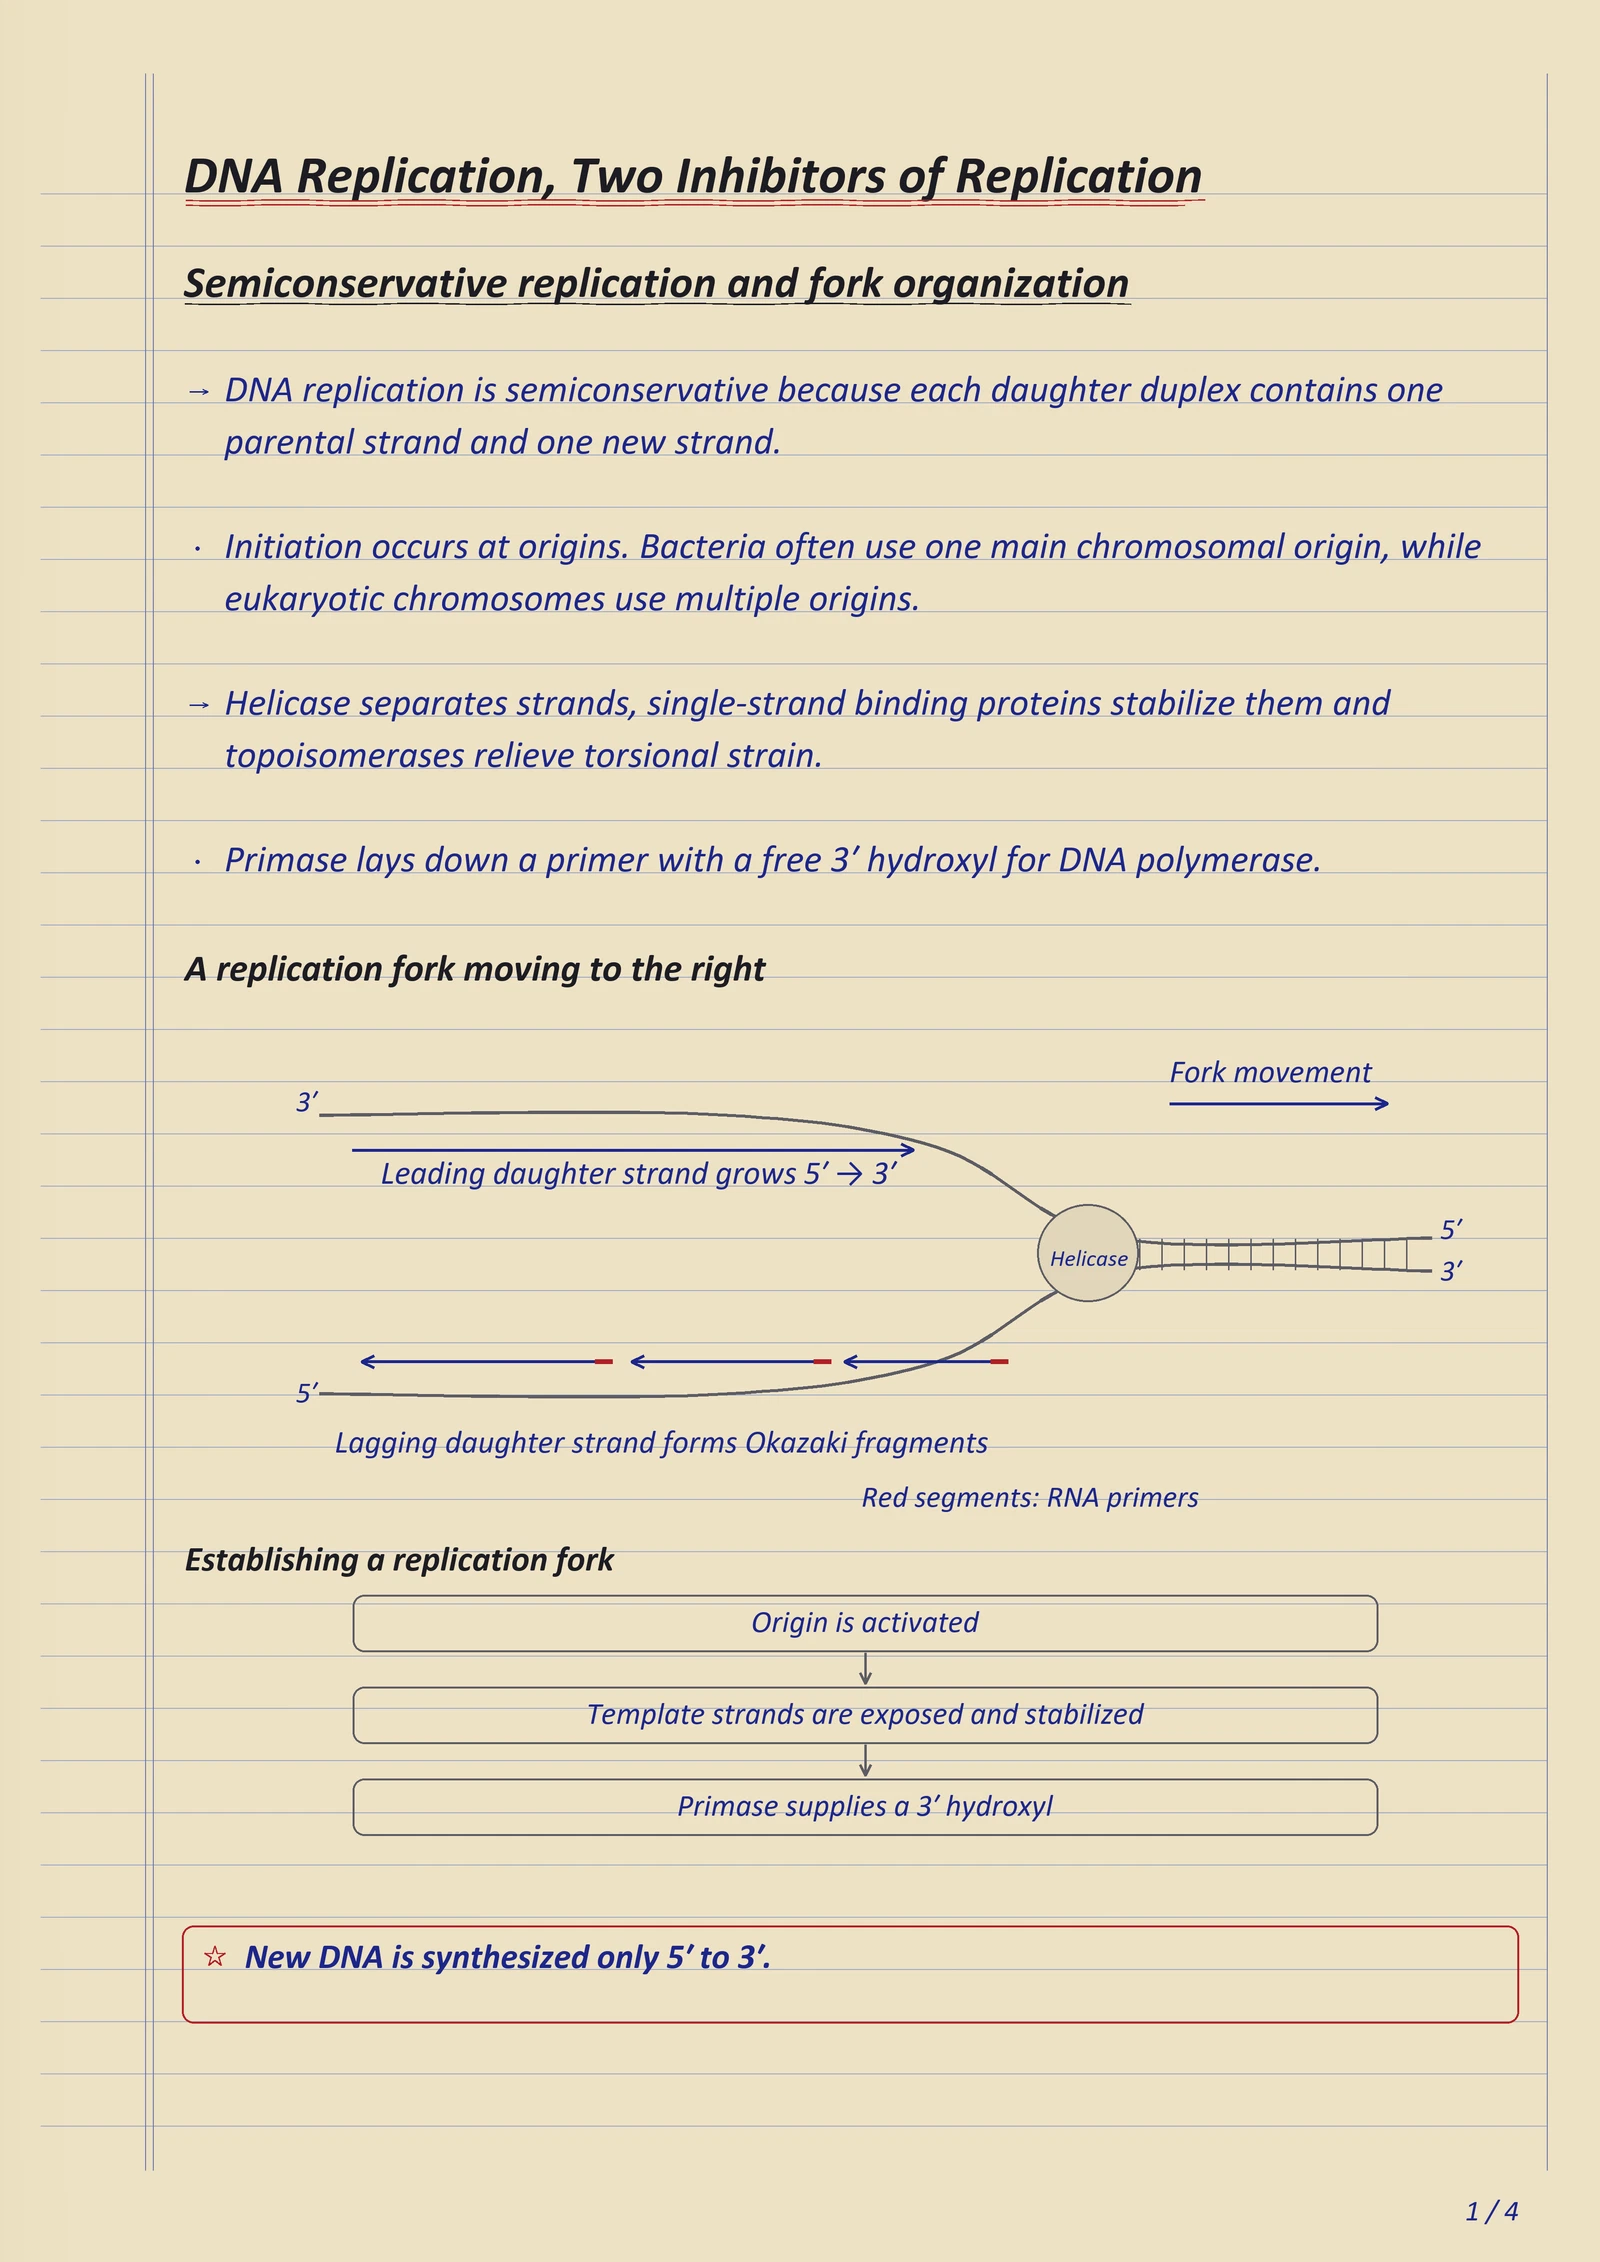 DNA Replication, Two Inhibitors of Replication
Semiconservative replication and fork organization
→ DNA replication is semiconservative because each daughter duplex contains one
parental strand and one new strand.
· Initiation occurs at origins. Bacteria often use one main chromosomal origin, while
eukaryotic chromosomes use multiple origins.
→ Helicase separates strands, single-strand binding proteins stabilize them and
topoisomerases relieve torsional strain.
· Primase lays down a primer with a free 3′ hydroxyl for DNA polymerase.
A replication fork moving to the right
Fork movement
3′
Leading daughter strand grows 5′ → 3′
5′
Helicase
3′
5′
Lagging daughter strand forms Okazaki fragments
Red segments: RNA primers
Establishing a replication fork
Origin is activated
Template strands are exposed and stabilized
Primase supplies a 3′ hydroxyl
☆ New DNA is synthesized only 5′ to 3′.
1 / 4